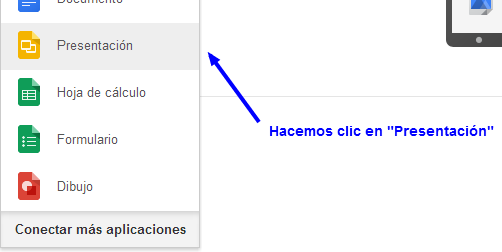 Documento
Presentación
Hoja de cálculo
Hacemos clic en "Presentación"
Formulario
Dibujo
Conectar más aplicaciones